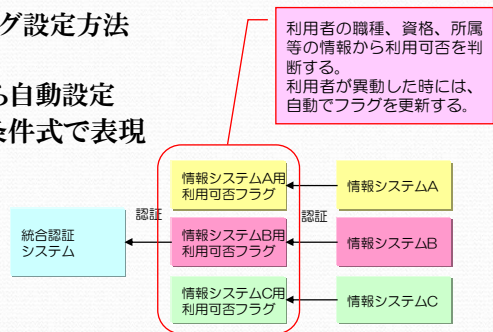 グ設定方法
ら自動設定
条件式で表現
利用者の職種、資格、所属
等の情報から利用可否を判
断する。
利用者が異動した時には、
自動でフラグを更新する。
情報システムA用
利用可否フラグ
情報システムA
認証
認証
統合認証
システム
情報システムB用
利用可否フラグ
情報システムB
情報システムC用
利用可否フラグ
情報システムC